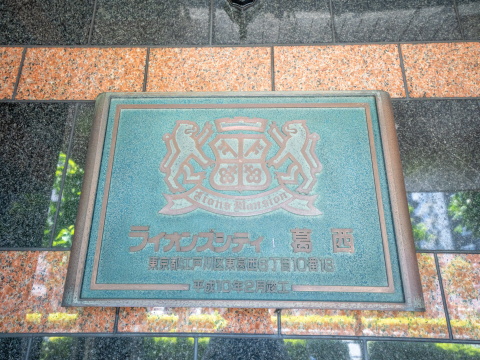 Lions Mansion
ライオンズシティ 葛西
東京都江戸川区東葛西6丁目10番18
平成10年2月竣工